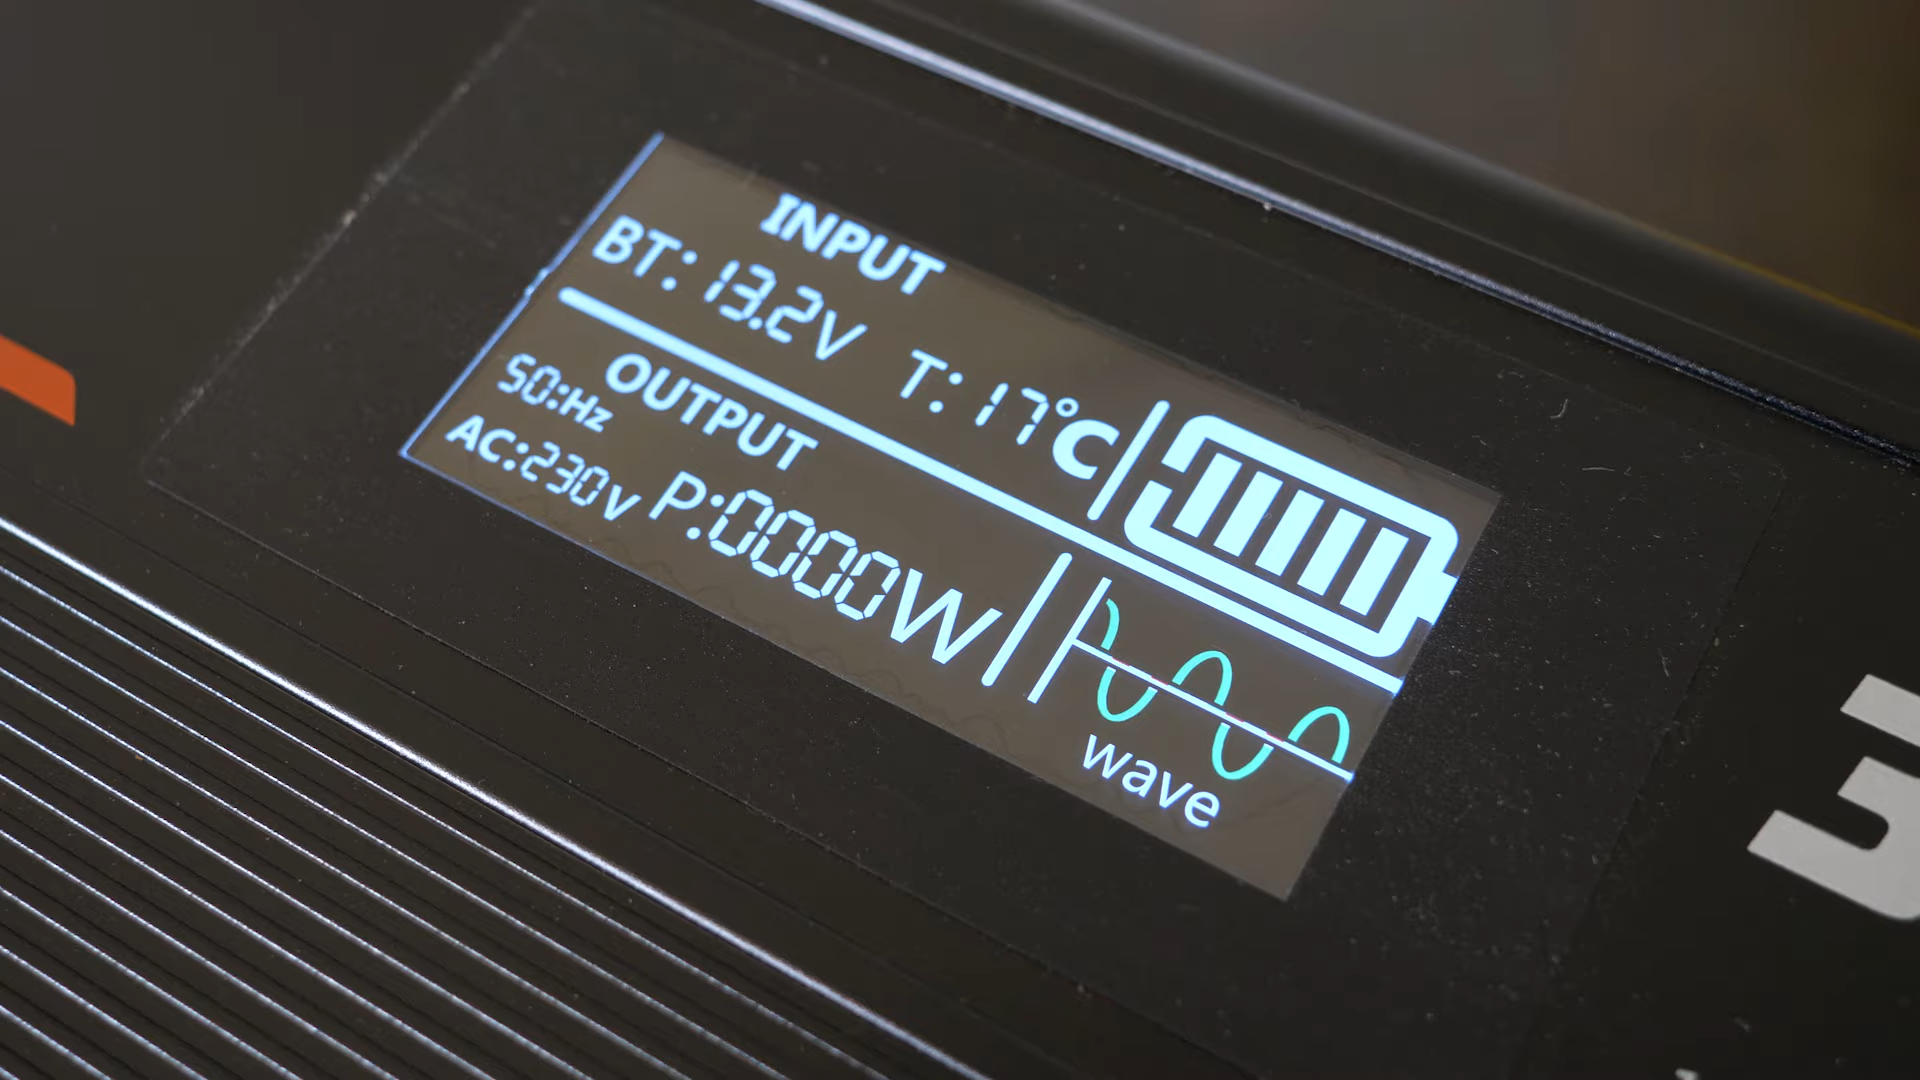 INPUT
BT: 13.2V T: 17°C
OUTPUT
50:Hz
AC:230V P:0000W
wave